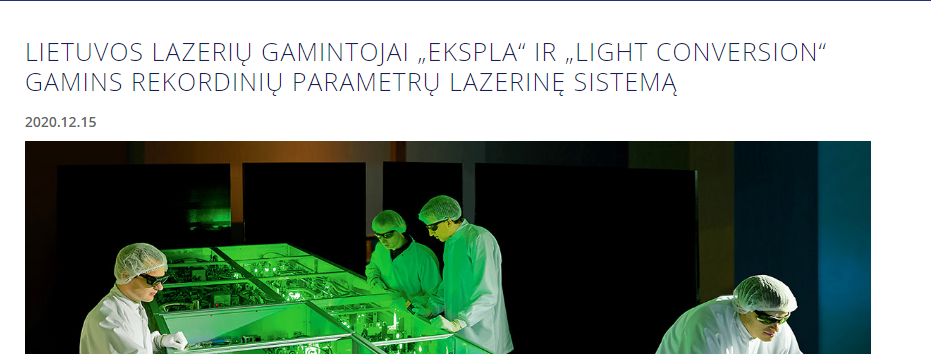 LIETUVOS LAZERIŲ GAMINTOJAI „EKSPLA“ IR „LIGHT CONVERSION“
GAMINS REKORDINIŲ PARAMETRŲ LAZERINĘ SISTEMĄ
2020.12.15